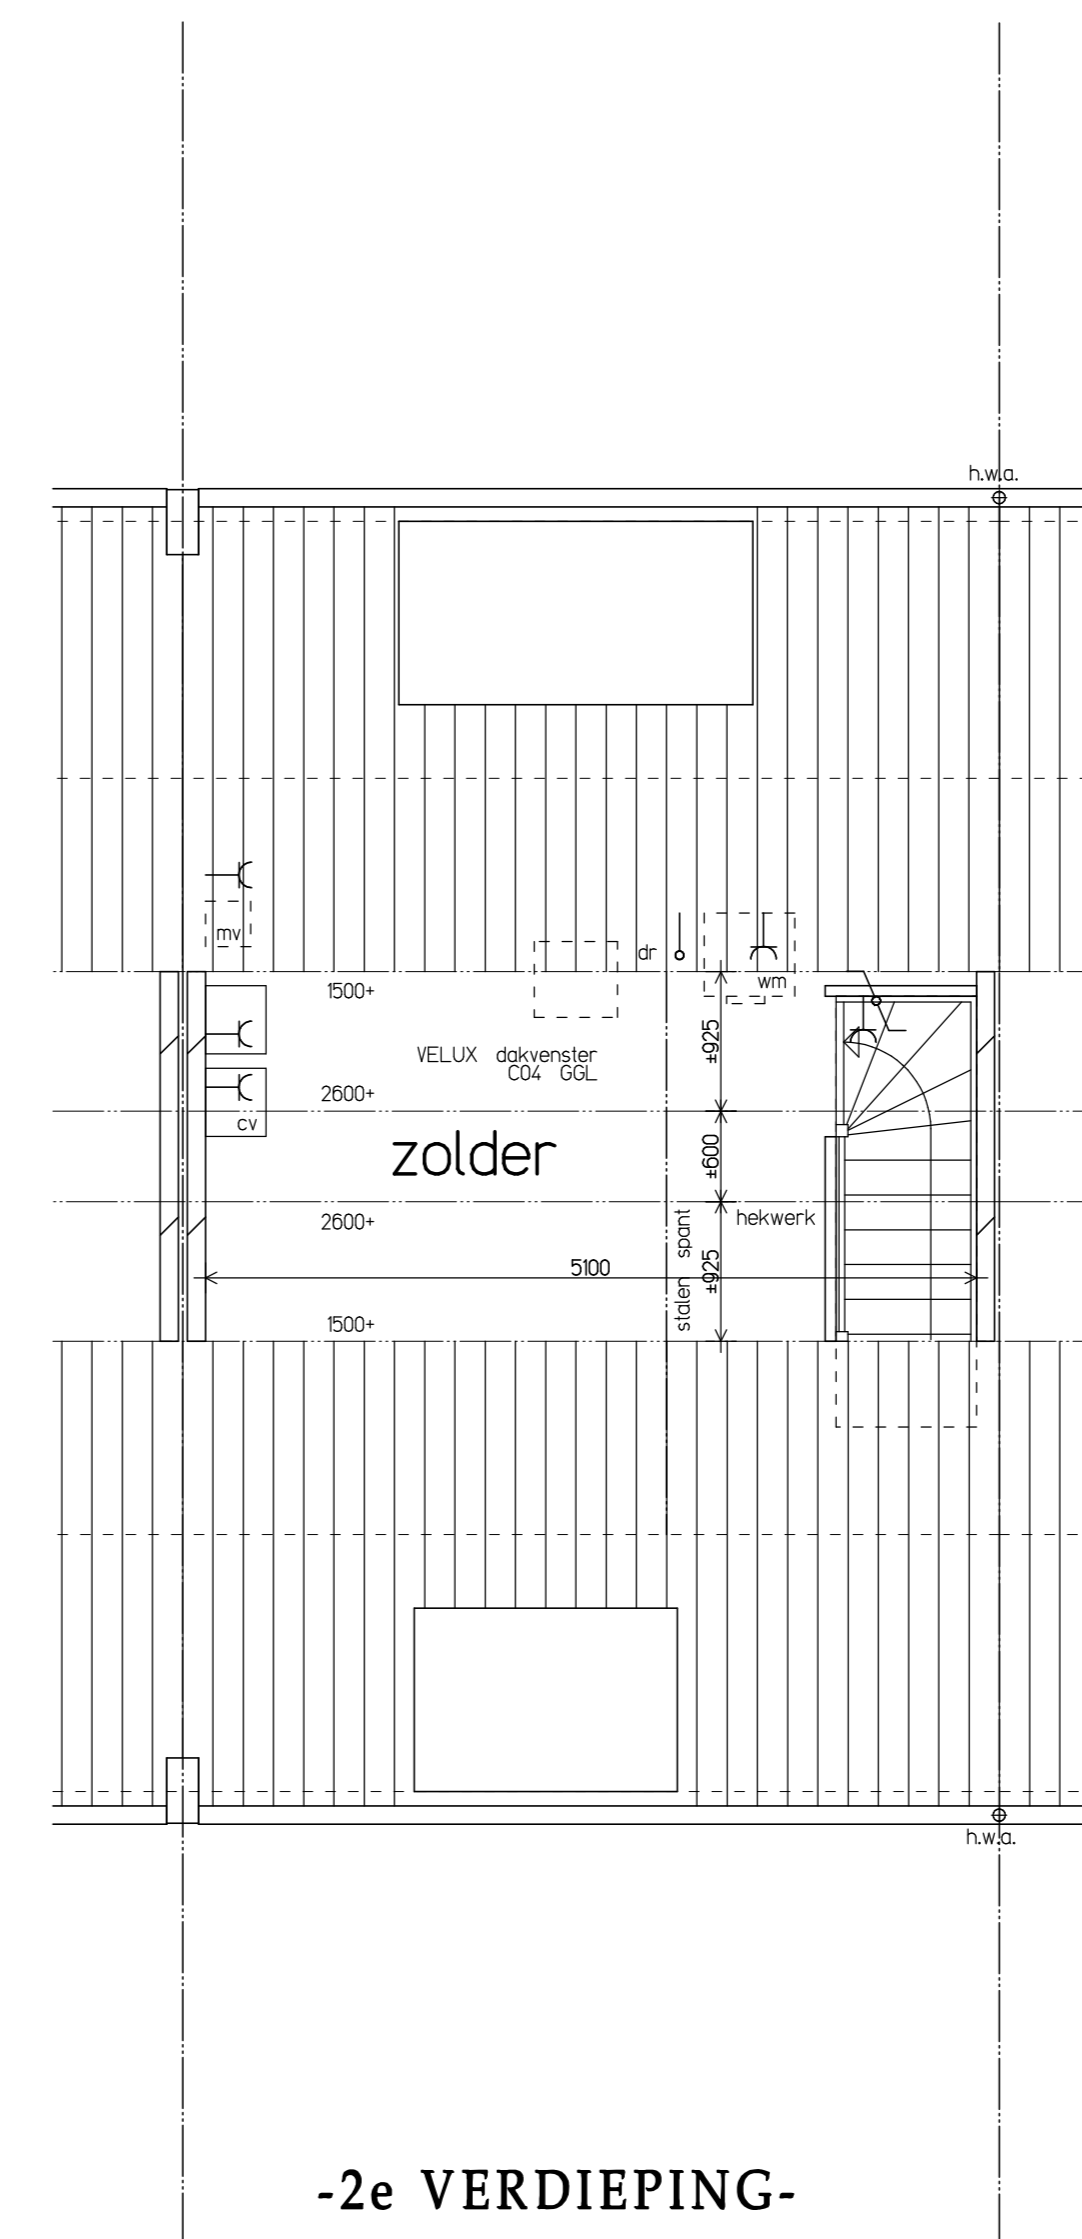 h.w.a.
mv
dr
wm
1500+
±925
VELUX dakvenster
C04 GGL
2600+
cv
zolder
±600
2600+
hekwerk
stalen spant
±925
5100
1500+
h.w.a.
-2e VERDIEPING-